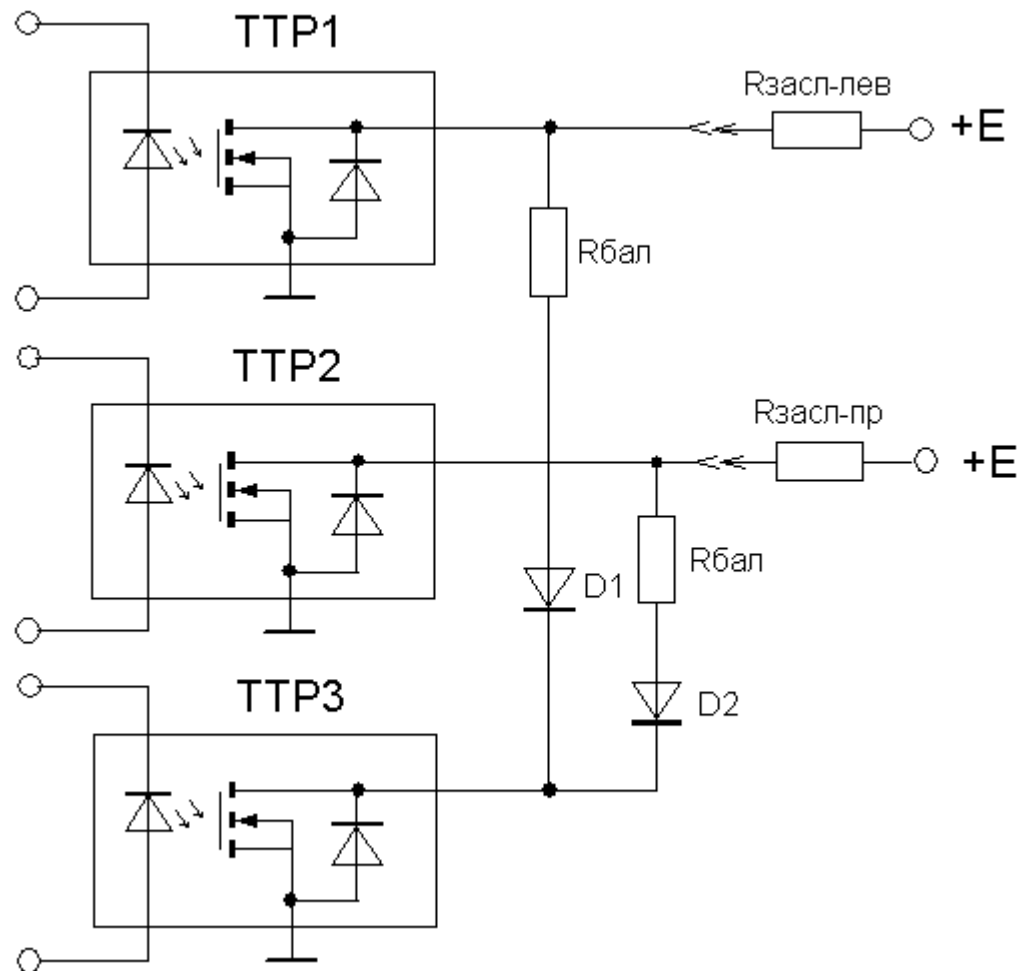 ТТР1
Rзасл-лев
+E
Rбал
ТТР2
Rзасл-пр
+E
Rбал
D1
ТТР3
D2